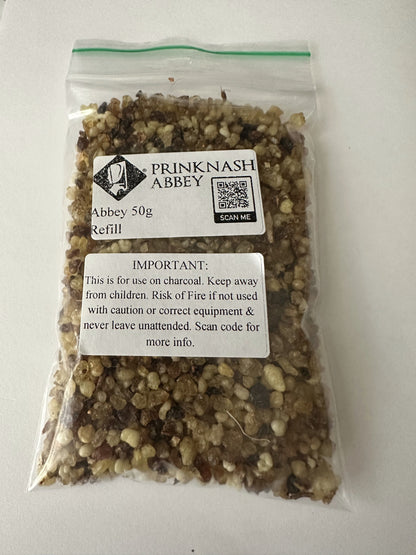 PRINKNASH
ABBEY
SCAN ME
Abbey 50g
Refill
IMPORTANT:
This is for use on charcoal. Keep away
from children. Risk of Fire if not used
with caution or correct equipment &
never leave unattended. Scan code for
more info.